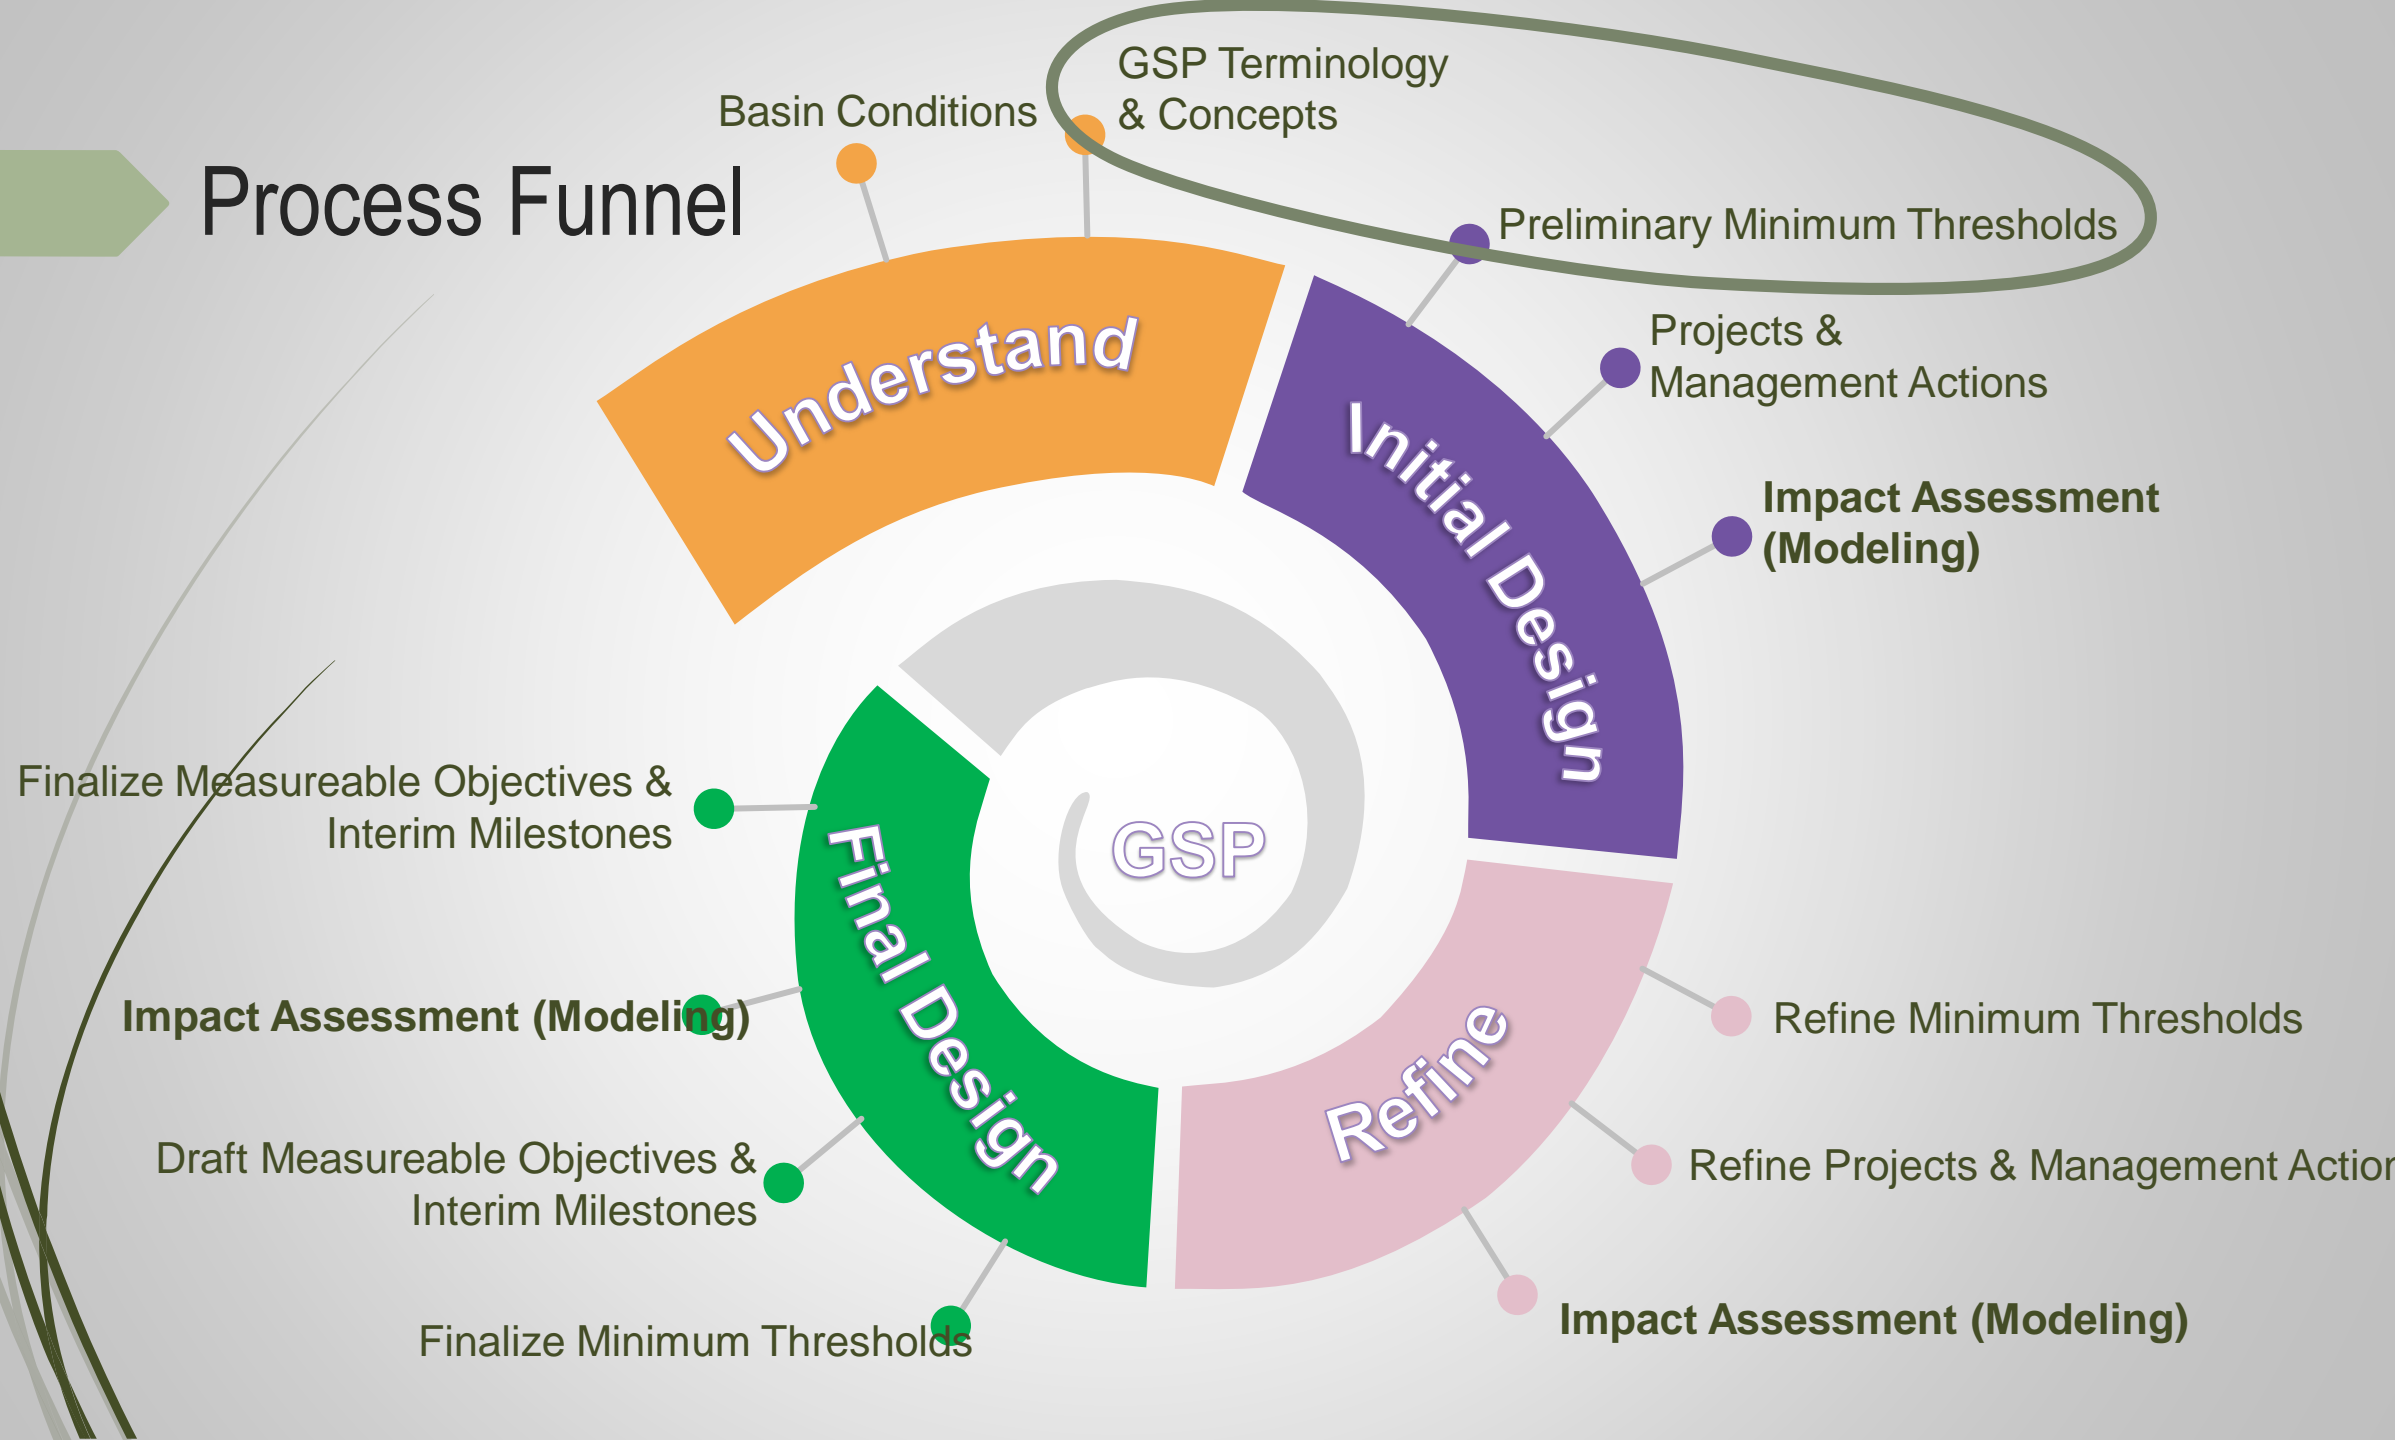 Process Funnel
Basin Conditions
GSP Terminology
& Concepts
Preliminary Minimum Thresholds
Projects &
Management Actions
Impact Assessment
(Modeling)
Understand
Initial Design
Refine
Final Design
GSP
Refine Minimum Thresholds
Refine Projects & Management Action
Impact Assessment (Modeling)
Finalize Minimum Thresholds
Draft Measureable Objectives &
Interim Milestones
Impact Assessment (Modeling)
Finalize Measureable Objectives &
Interim Milestones